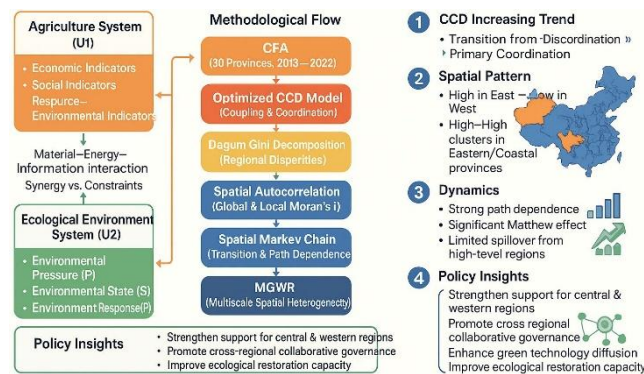 Agriculture System
(U1)
• Economic Indicators
• Social Indicators
Respurce–
Environmental Indicators
Material–Energy–
Information interaction
Synergy vs. Constraints
Ecological Environment
System (U2)
• Environmental
Pressure (P)
• Environmental State (S)
• Environment Response(P)
Methodological Flow
CFA
(30 Provinces, 2013—2022)
Optimized CCD Model
(Coupling & Coordination)
Dagum Gini Decomposition
(Regional Disperities)
Spatial Autocorrelation
(Global & Local Moran's i)
Spatial Markev Chain
(Transition & Path Dependence
MGWR
(Multiscale Spatial Heterogenecty)
Policy Insights
• Strengthen support for central & western regions
• Promote cross-regional collaborative governance
• Improve ecological restoration capacity
1 CCD Increasing Trend
• Transition from -Discordation »
Primary Coordination
2 Spatial Pattern
• High in East — low in
West
• High—High
clusters in
Eastern/Coastal
provinces
3 Dynamics
• Strong path dependence
• Significant Matthew effect
• Limited spillover from
high-level regions
4 Policy Insights
Strengthen support for central &
western regions
Promote cross regional
collaborative governance
Enhance green technology diffusion
Improve ecological restoration capacity